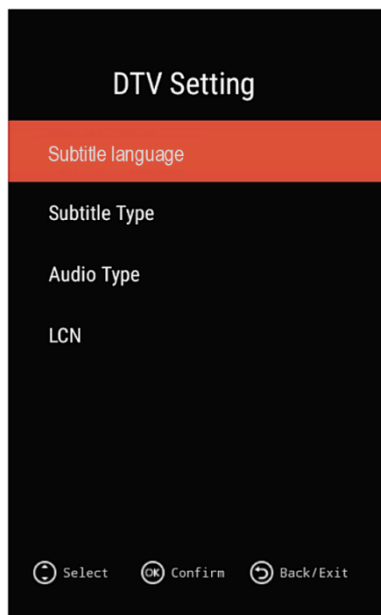 DTV Setting
Subtitle language
Subtitle Type
Audio Type
LCN
Select OK Confirm Back/Exit